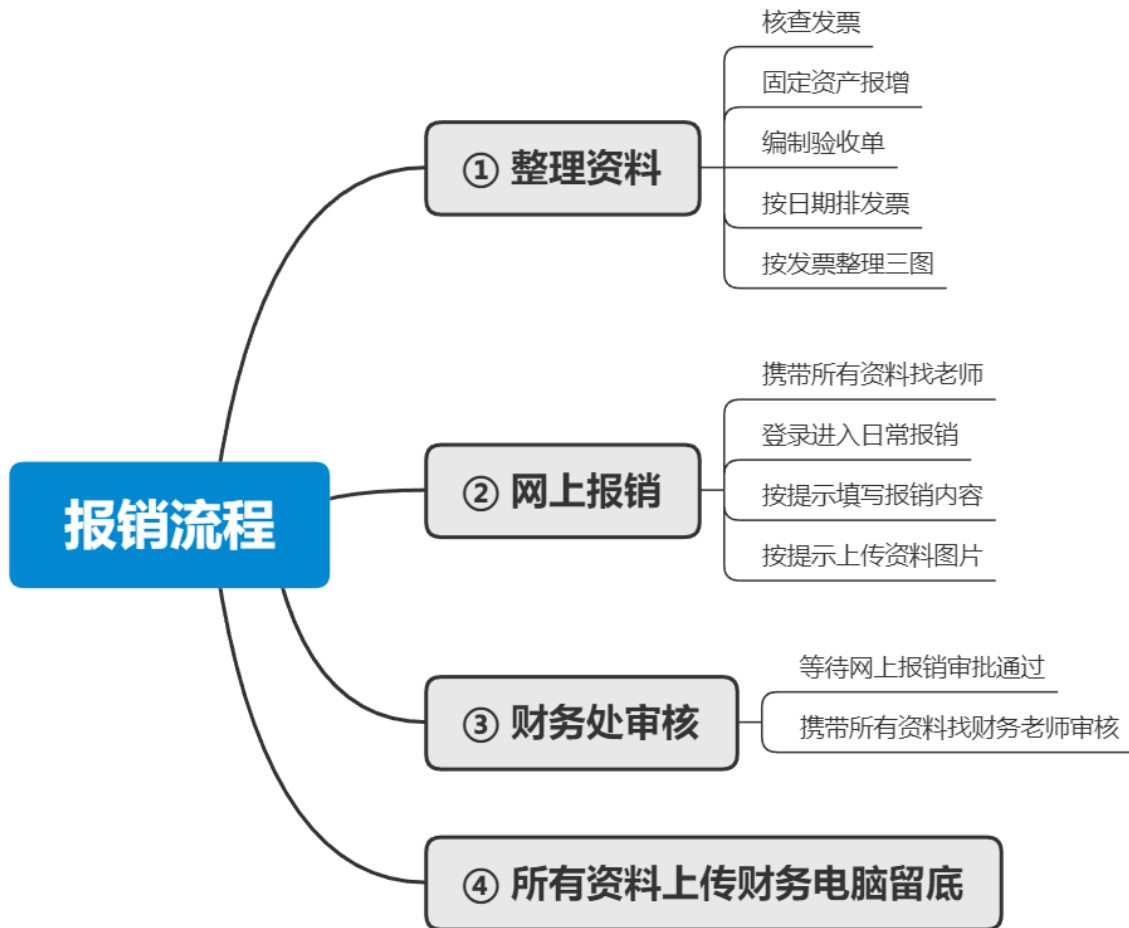 报销流程
① 整理资料
核查发票
固定资产报增
编制验收单
按日期排发票
按发票整理三图
② 网上报销
携带所有资料找老师
登录进入日常报销
按提示填写报销内容
按提示上传资料图片
③ 财务处审核
等待网上报销审批通过
携带所有资料找财务老师审核
④ 所有资料上传财务电脑留底